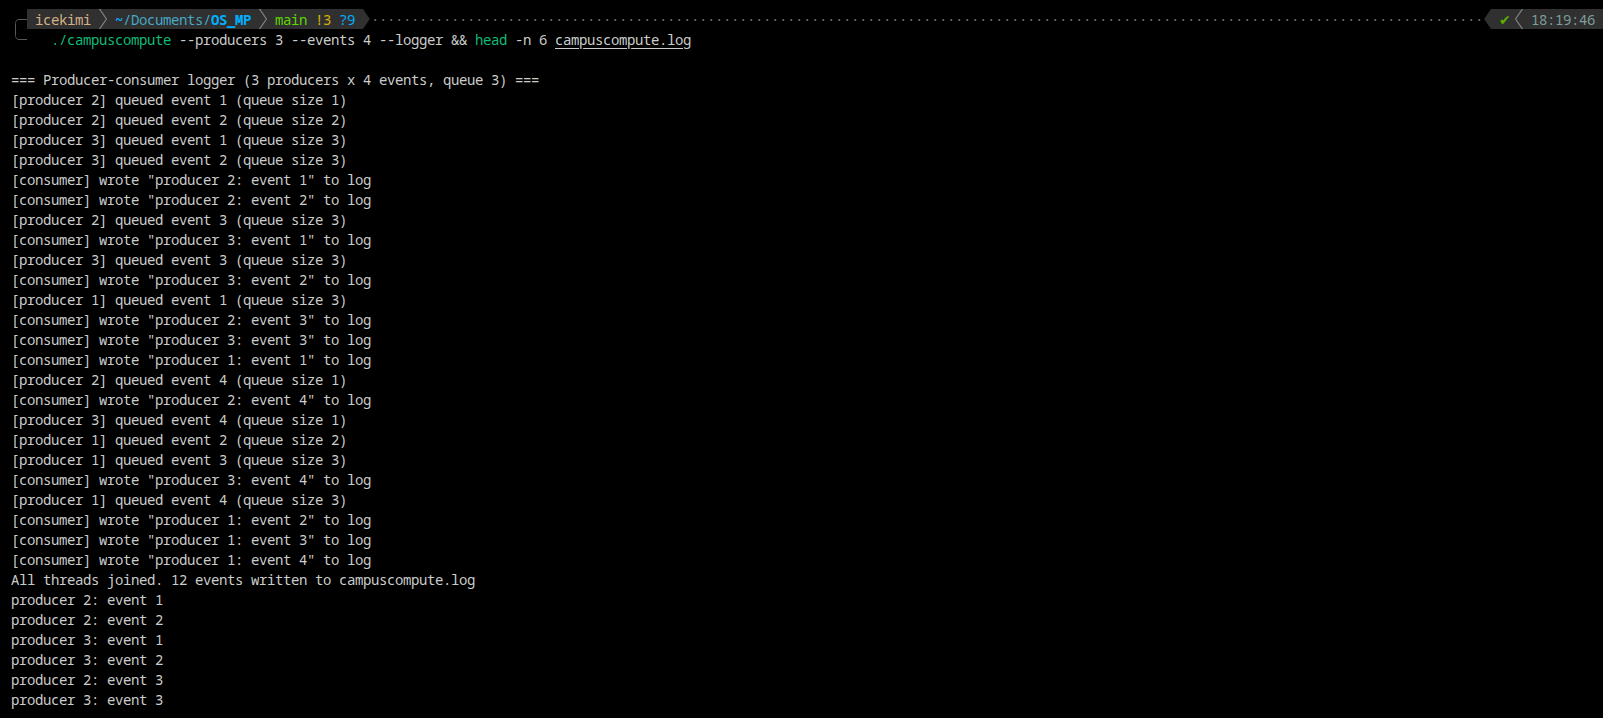 icekimi ~/Documents/OS_MP main !3 ?9 ✔ 18:19:46
./campuscompute --producers 3 --events 4 --logger && head -n 6 campuscompute.log
=== Producer-consumer logger (3 producers x 4 events, queue 3) ===
[producer 2] queued event 1 (queue size 1)
[producer 2] queued event 2 (queue size 2)
[producer 3] queued event 1 (queue size 3)
[producer 3] queued event 2 (queue size 3)
[consumer] wrote "producer 2: event 1" to log
[consumer] wrote "producer 2: event 2" to log
[producer 2] queued event 3 (queue size 3)
[consumer] wrote "producer 3: event 1" to log
[producer 3] queued event 3 (queue size 3)
[consumer] wrote "producer 3: event 2" to log
[producer 1] queued event 1 (queue size 3)
[consumer] wrote "producer 2: event 3" to log
[consumer] wrote "producer 3: event 3" to log
[consumer] wrote "producer 1: event 1" to log
[producer 2] queued event 4 (queue size 1)
[consumer] wrote "producer 2: event 4" to log
[producer 3] queued event 4 (queue size 1)
[producer 1] queued event 2 (queue size 2)
[producer 1] queued event 3 (queue size 3)
[consumer] wrote "producer 3: event 4" to log
[producer 1] queued event 4 (queue size 3)
[consumer] wrote "producer 1: event 2" to log
[consumer] wrote "producer 1: event 3" to log
[consumer] wrote "producer 1: event 4" to log
All threads joined. 12 events written to campuscompute.log
producer 2: event 1
producer 2: event 2
producer 3: event 1
producer 3: event 2
producer 2: event 3
producer 3: event 3